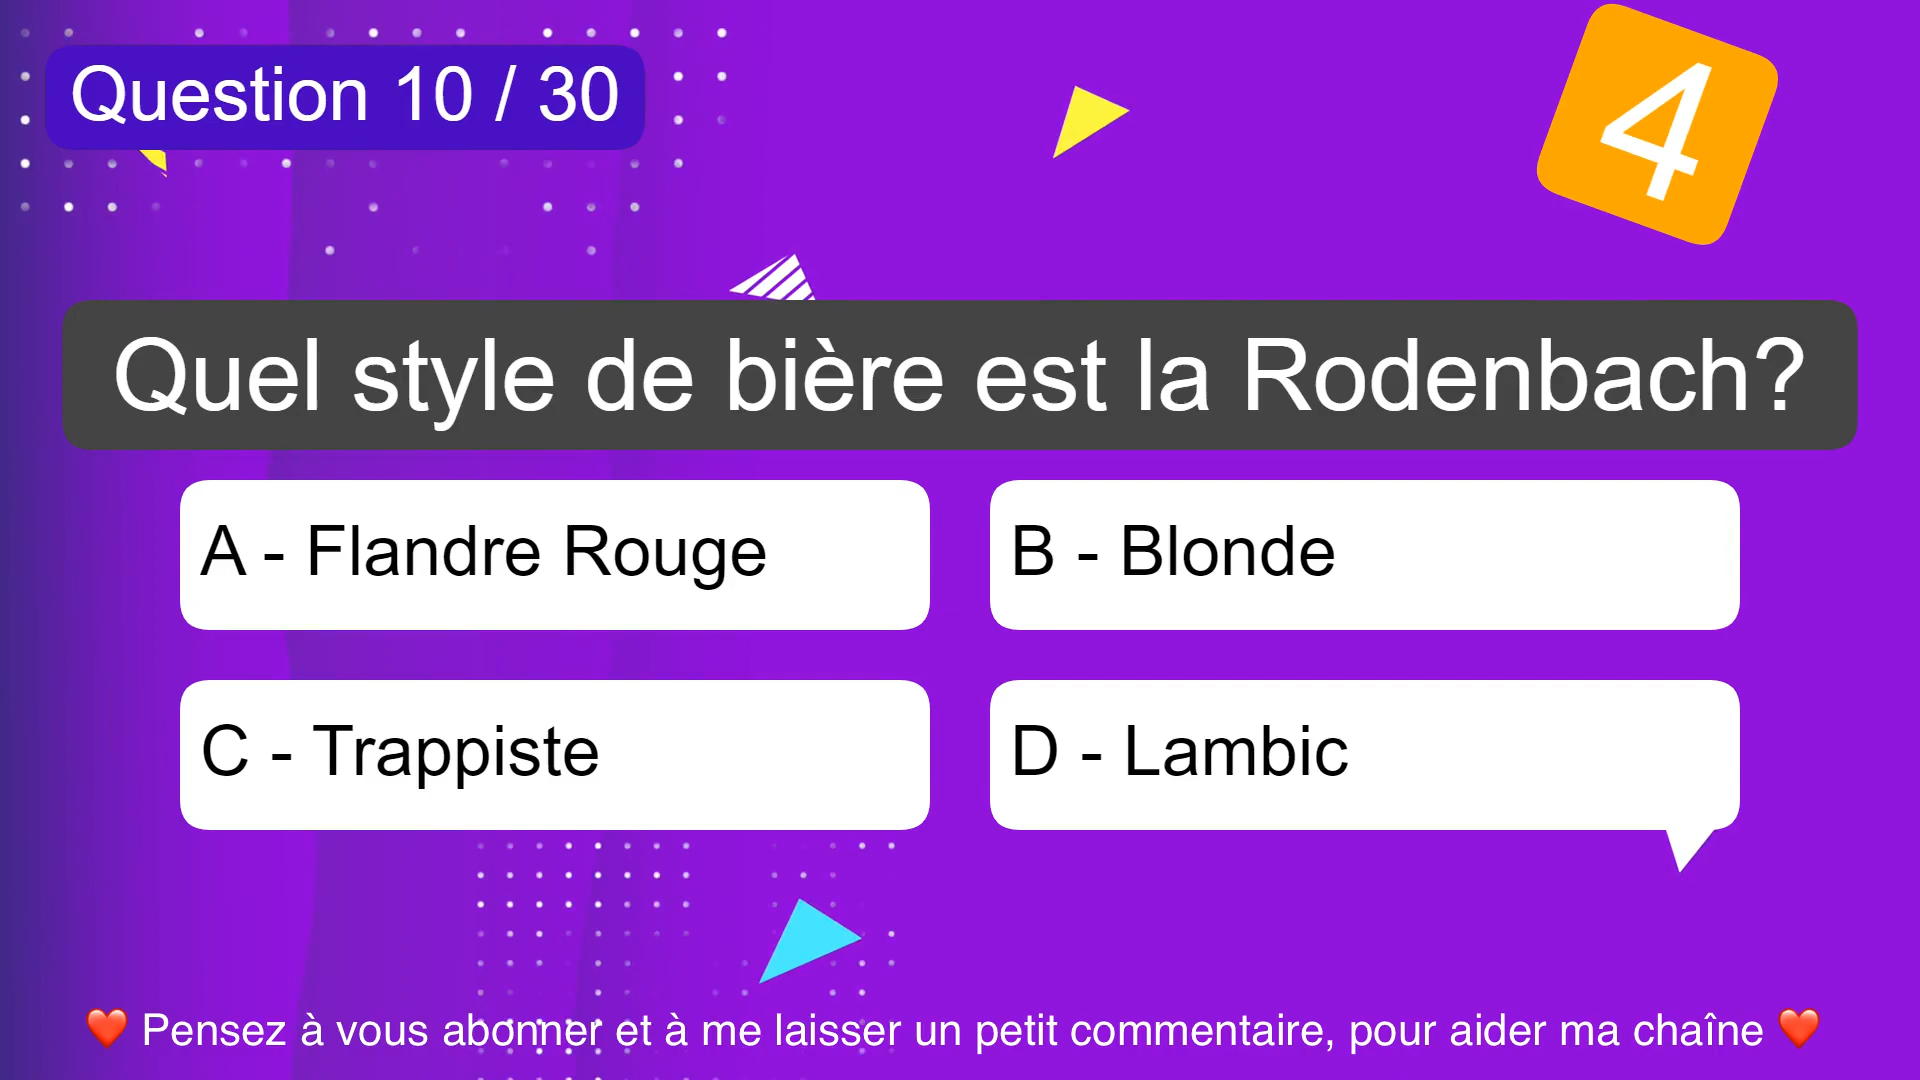 Question 10 / 30
4
Quel style de bière est la Rodenbach?
A - Flandre Rouge
B - Blonde
C - Trappiste
D - Lambic
❤️ Pensez à vous abonner et à me laisser un petit commentaire, pour aider ma chaîne ❤️